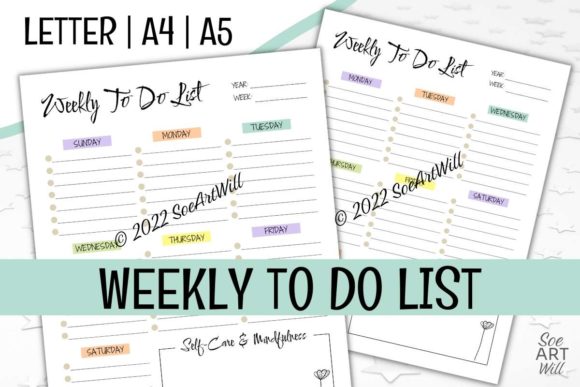 LETTER | A4 | A5
Weekly To Do List
YEAR:
WEEK:
SUNDAY
MONDAY
TUESDAY
WEDNESDAY
THURSDAY
FRIDAY
SATURDAY
Self-Care & Mindfulness
© 2022 SoeArtWill
Weekly To Do List
YEAR:
WEEK:
MONDAY
TUESDAY
WEDNESDAY
THURSDAY
SATURDAY
© 2022 SoeArtWill
WEEKLY TO DO LIST
Soe
ART
Will